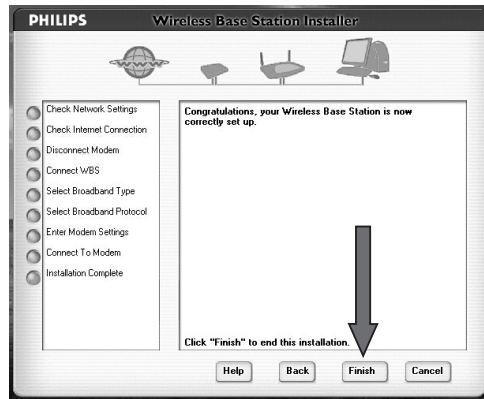 PHILIPS
Wireless Base Station Installer
Check Network Settings
Check Internet Connection
Disconnect Modem
Connect WBS
Select Broadband Type
Select Broadband Protocol
Enter Modem Settings
Connect To Modem
Installation Complete
Congratulations, your Wireless Base Station is now
correctly set up.
Click "Finish" to end this installation.
Help
Back
Finish
Cancel